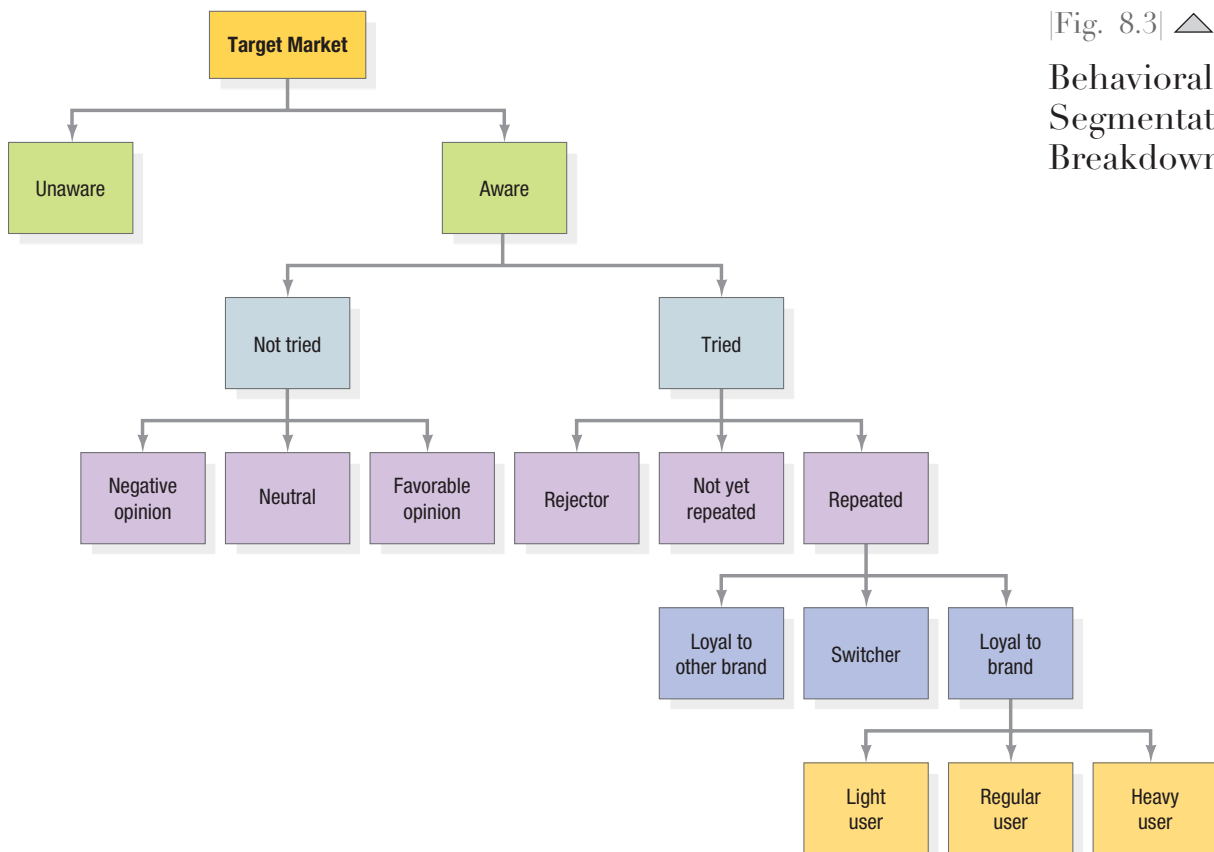 |Fig. 8.3|
Behavioral
Segmentat
Breakdown
Target Market
Unaware
Aware
Not tried
Tried
Negative
opinion
Neutral
Favorable
opinion
Rejector
Not yet
repeated
Repeated
Loyal to
other brand
Switcher
Loyal to
brand
Light
user
Regular
user
Heavy
user